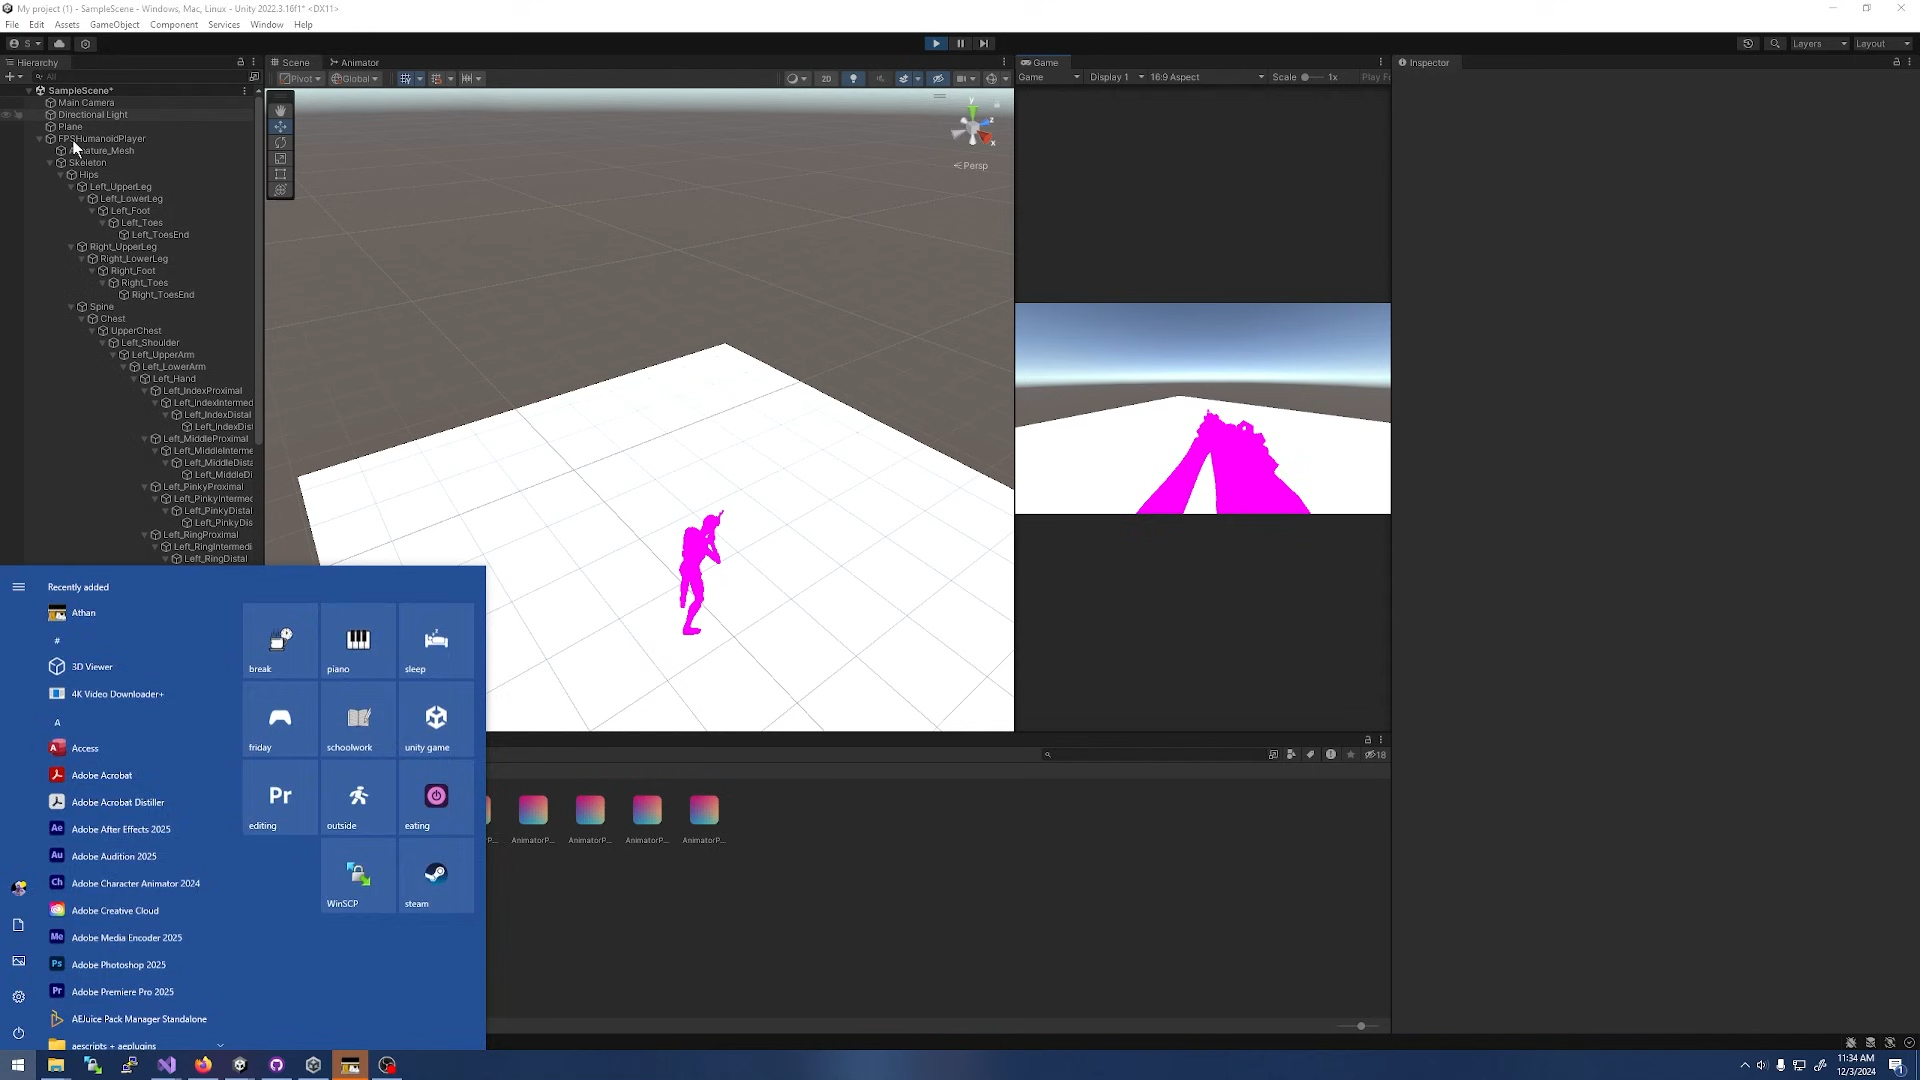 My project (1) - SampleScene - Windows, Mac, Linux - Unity 2022.3.16f1* <DX11>
File Edit Assets GameObject Component Services Window Help
S
Layers Layout
Hierarchy
All
SampleScene*
Main Camera
Directional Light
Plane
FPSHumanoidPlayer
Armature_Mesh
Skeleton
Hips
Left_UpperLeg
Left_LowerLeg
Left_Foot
Left_Toes
Left_ToesEnd
Right_UpperLeg
Right_LowerLeg
Right_Foot
Right_Toes
Right_ToesEnd
Spine
Chest
UpperChest
Left_Shoulder
Left_UpperArm
Left_LowerArm
Left_Hand
Left_IndexProximal
Left_IndexIntermed
Left_IndexDistal
Left_IndexDis
Left_MiddleProximal
Left_MiddleInterme
Left_MiddleDista
Left_MiddleDi
Left_PinkyProximal
Left_PinkyIntermed
Left_PinkyDistal
Left_PinkyDis
Left_RingProximal
Left_RingIntermedi
Left_RingDistal
Scene Animator
Pivot Global
2D
y
z
x
Persp
Game
Game Display 1 16:9 Aspect Scale 1x Play F
Inspector
18
AnimatorP... AnimatorP... AnimatorP... AnimatorP...
Recently added
Athan
#
3D Viewer
4K Video Downloader+
A
Access
Adobe Acrobat
Adobe Acrobat Distiller
Adobe After Effects 2025
Adobe Audition 2025
Adobe Character Animator 2024
Adobe Creative Cloud
Adobe Media Encoder 2025
Adobe Photoshop 2025
Adobe Premiere Pro 2025
AEJuice Pack Manager Standalone
aescripts + aeplugins
break piano sleep
friday schoolwork unity game
Pr
editing outside eating
WinSCP steam
11:34 AM
12/3/2024